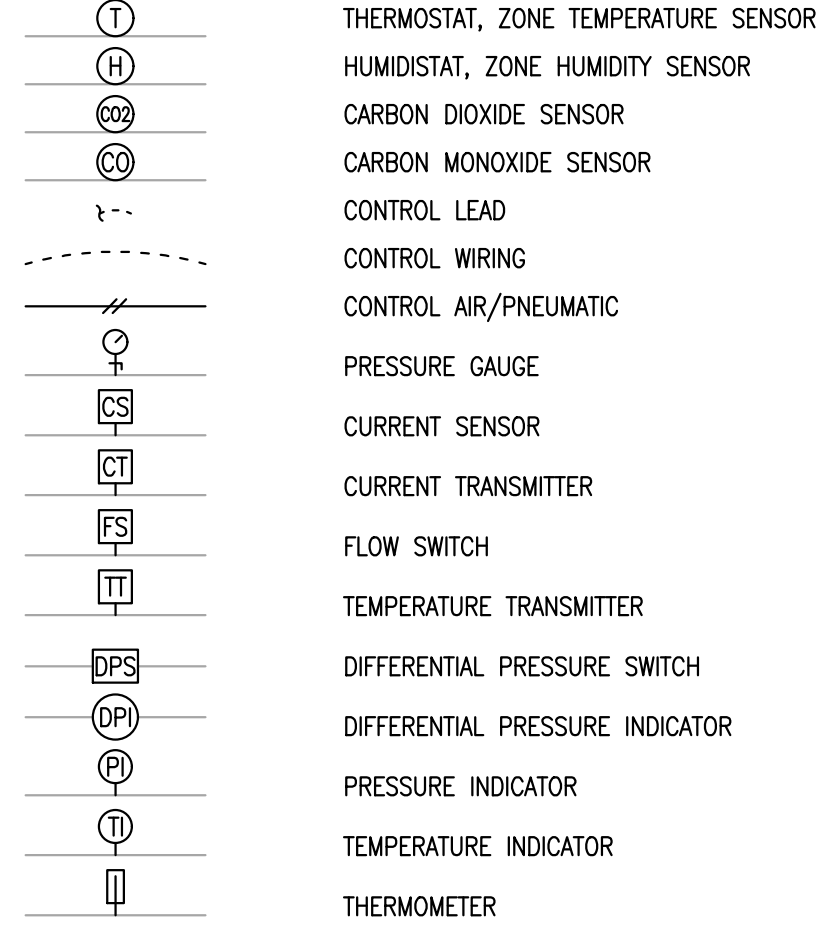 T THERMOSTAT, ZONE TEMPERATURE SENSOR
H HUMIDISTAT, ZONE HUMIDITY SENSOR
CO2 CARBON DIOXIDE SENSOR
CO CARBON MONOXIDE SENSOR
CONTROL LEAD
CONTROL WIRING
CONTROL AIR/PNEUMATIC
PRESSURE GAUGE
CS CURRENT SENSOR
CT CURRENT TRANSMITTER
FS FLOW SWITCH
TT TEMPERATURE TRANSMITTER
DPS DIFFERENTIAL PRESSURE SWITCH
DPI DIFFERENTIAL PRESSURE INDICATOR
PI PRESSURE INDICATOR
TI TEMPERATURE INDICATOR
THERMOMETER